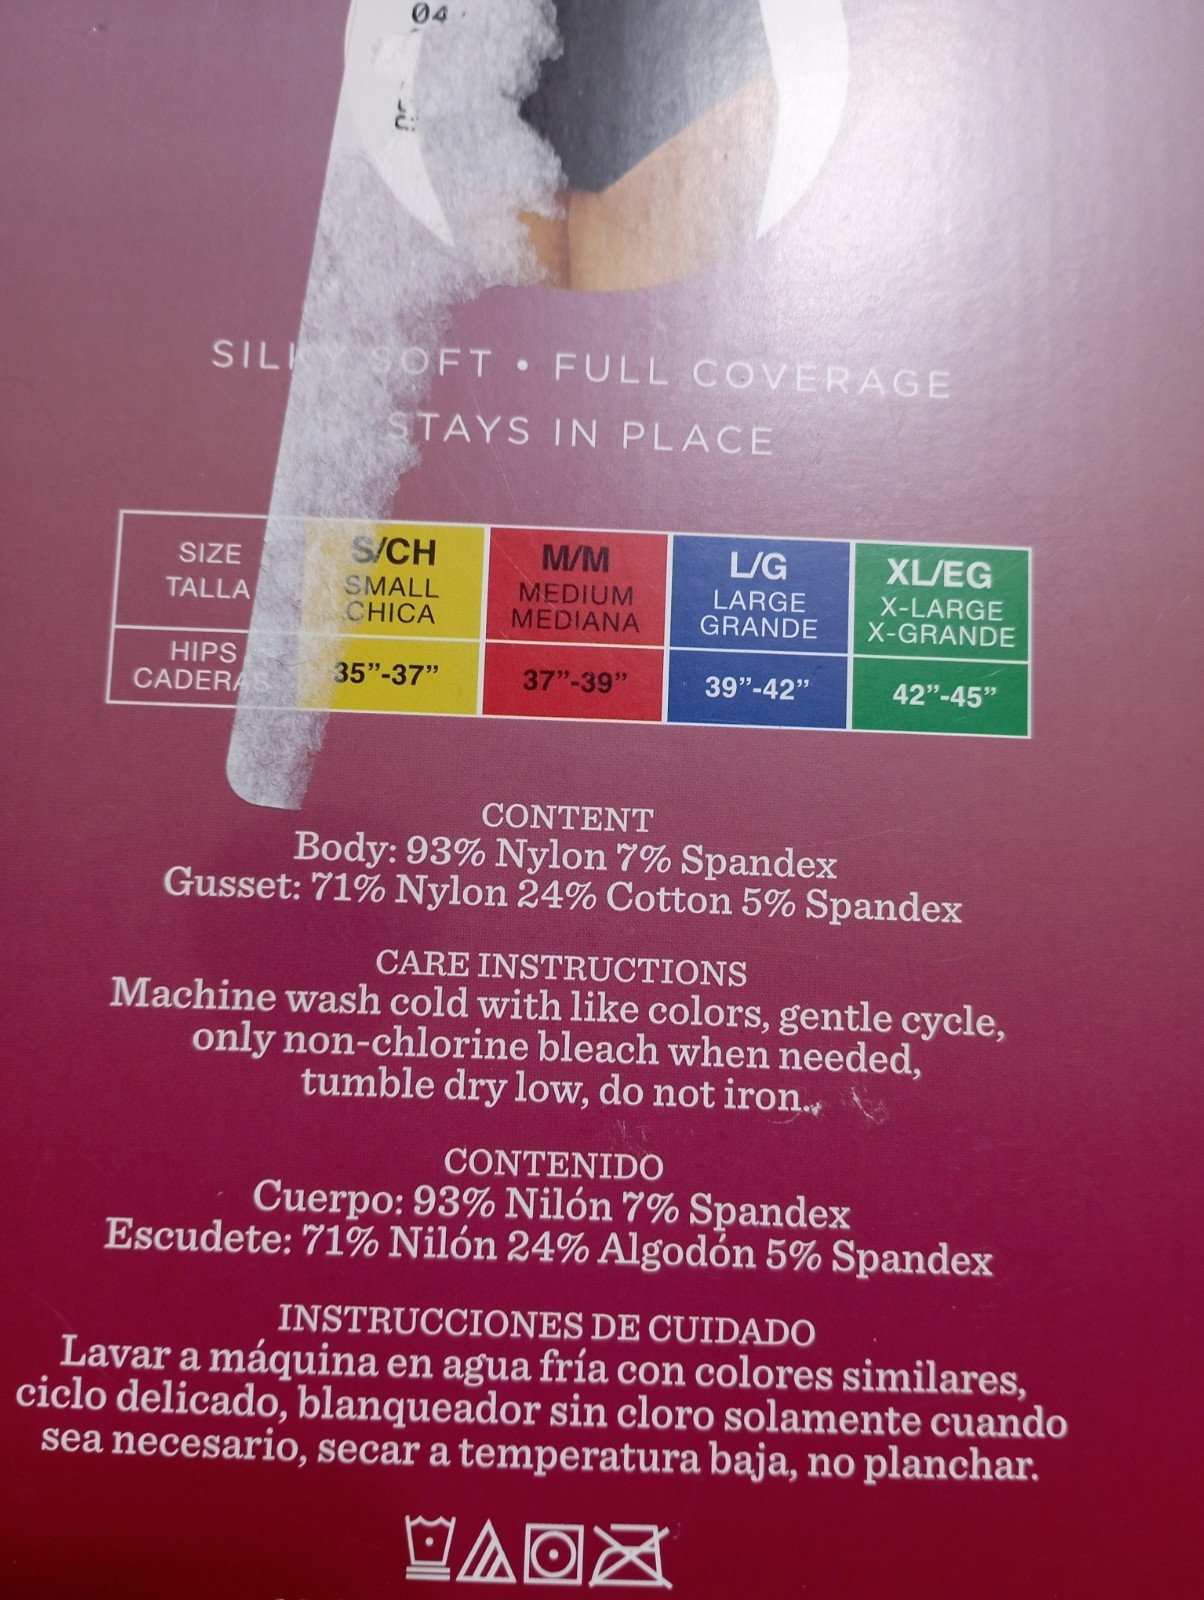 04
SILKY SOFT • FULL COVERAGE
STAYS IN PLACE
SIZE
TALLA
S/CH
SMALL
CHICA
M/M
MEDIUM
MEDIANA
L/G
LARGE
GRANDE
XL/EG
X-LARGE
X-GRANDE
HIPS
CADERAS
35”-37”
37”-39”
39”-42”
42”-45”
CONTENT
Body: 93% Nylon 7% Spandex
Gusset: 71% Nylon 24% Cotton 5% Spandex
CARE INSTRUCTIONS
Machine wash cold with like colors, gentle cycle,
only non-chlorine bleach when needed,
tumble dry low, do not iron.
CONTENIDO
Cuerpo: 93% Nilón 7% Spandex
Escudete: 71% Nilón 24% Algodón 5% Spandex
INSTRUCCIONES DE CUIDADO
Lavar a máquina en agua fría con colores similares,
ciclo delicado, blanqueador sin cloro solamente cuando
sea necesario, secar a temperatura baja, no planchar.